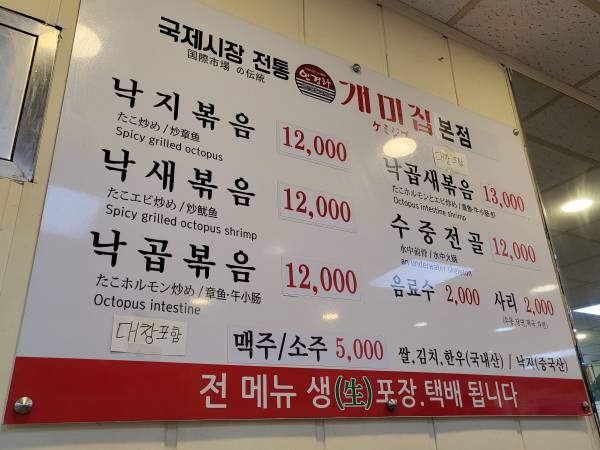 국제시장 전통
国際市場 の伝統
개미집 본점
낙지볶음 12,000
たこ炒め/炒章鱼
Spicy grilled octopus
낙새볶음 12,000
たこエビ炒め/炒鱿鱼
Spicy grilled octopus shrimp
낙곱볶음 12,000
たこホルモン炒め/章鱼·牛小肠
Octopus intestine
대창포함
대창포함
낙곱새볶음 13,000
Octopus intestine shrimp
수중전골 12,000
an underwater skeleton
음료수 2,000
사리 2,000
맥주/소주 5,000
쌀,김치,한우(국내산) / 낙지(중국산)
전 메뉴 생(生)포장.택배 됩니다